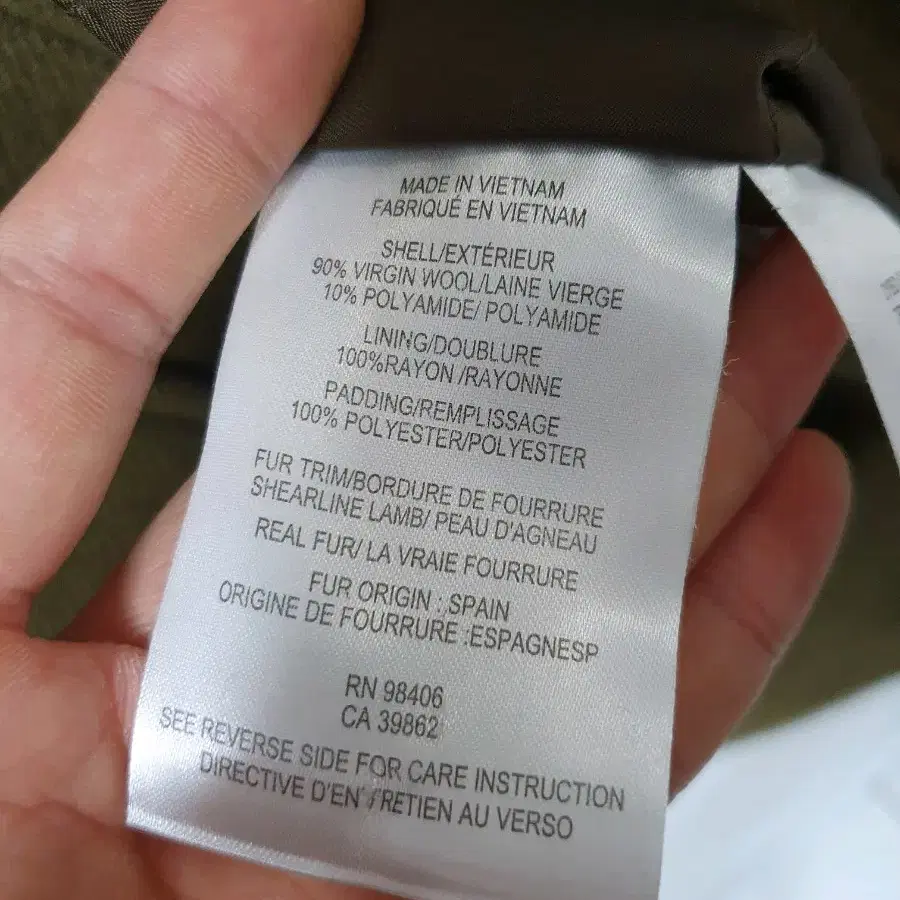 MADE IN VIETNAM
FABRIQUÉ EN VIETNAM
SHELL/EXTÉRIEUR
90% VIRGIN WOOL/LAINE VIERGE
10% POLYAMIDE/ POLYAMIDE
LINING/DOUBLURE
100%RAYON /RAYONNE
PADDING/REMPLISSAGE
100% POLYESTER/POLYESTER
FUR TRIM/BORDURE DE FOURRURE
SHEARLINE LAMB/ PEAU D'AGNEAU
REAL FUR/ LA VRAIE FOURRURE
FUR ORIGIN : SPAIN
ORIGINE DE FOURRURE :ESPAGNESP
RN 98406
CA 39862
SEE REVERSE SIDE FOR CARE INSTRUCTION
DIRECTIVE D'EN'/RETIEN AU VERSO